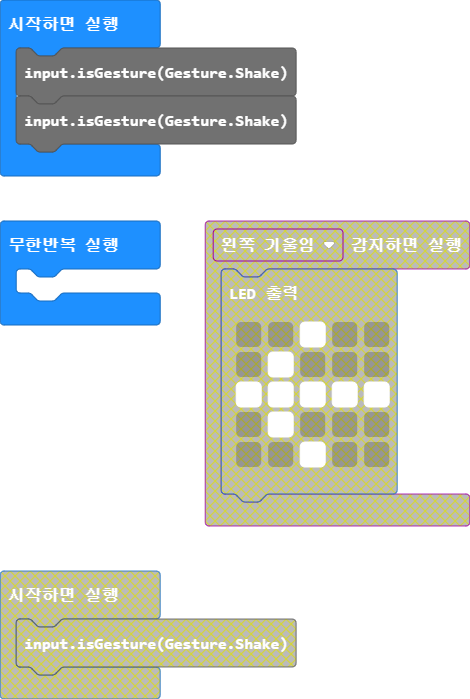 시작하면 실행
input.isGesture(Gesture.Shake)
input.isGesture(Gesture.Shake)
무한반복 실행
왼쪽 기울임 감지하면 실행
LED 출력
시작하면 실행
input.isGesture(Gesture.Shake)